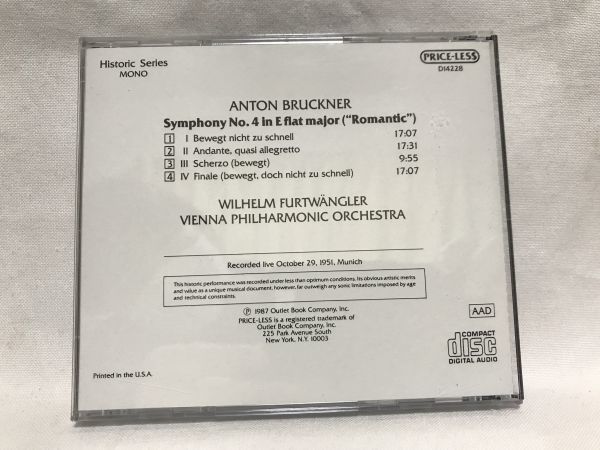 Historic Series
MONO
PRICE-LESS
D14228
ANTON BRUCKNER
Symphony No. 4 in E flat major ("Romantic")
1 I Bewegt nicht zu schnell 17:07
2 II Andante, quasi allegretto 17:31
3 III Scherzo (bewegt) 9:55
4 IV Finale (bewegt, doch nicht zu schnell) 17:07
WILHELM FURTWÄNGLER
VIENNA PHILHARMONIC ORCHESTRA
Recorded live October 29, 1951, Munich
This historic performance was recorded under less than optimum conditions. Its obvious artistic merits
and value as a unique musical document, however, far outweigh any sonic limitations imposed by age
and technical constraints.
℗ 1987 Outlet Book Company, Inc.
PRICE-LESS is a registered trademark of
Outlet Book Company, Inc.
225 Park Avenue South
New York, N.Y. 10003
AAD
COMPACT
disc
DIGITAL AUDIO
Printed in the U.S.A.